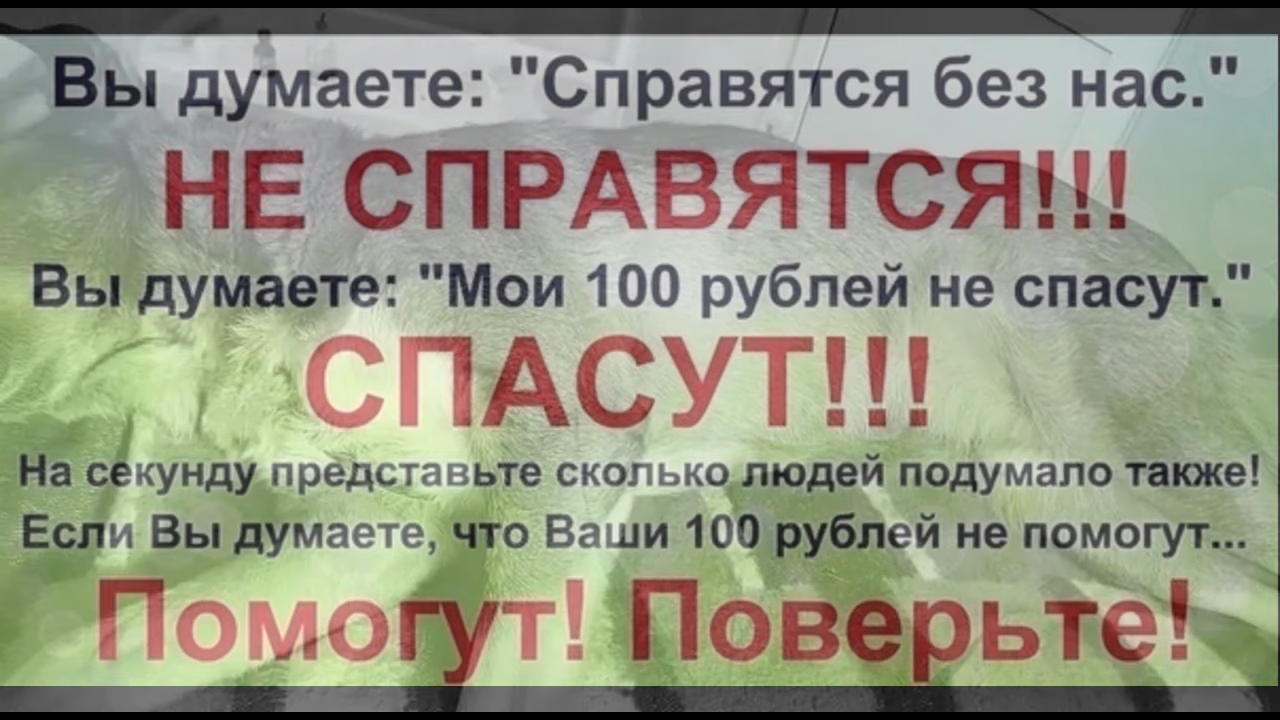 Вы думаете: "Справятся без нас."
НЕ СПРАВЯТСЯ!!!
Вы думаете: "Мои 100 рублей не спасут."
СПАСУТ!!!
На секунду представьте сколько людей подумало также!
Если Вы думаете, что Ваши 100 рублей не помогут...
Помогут! Поверьте!